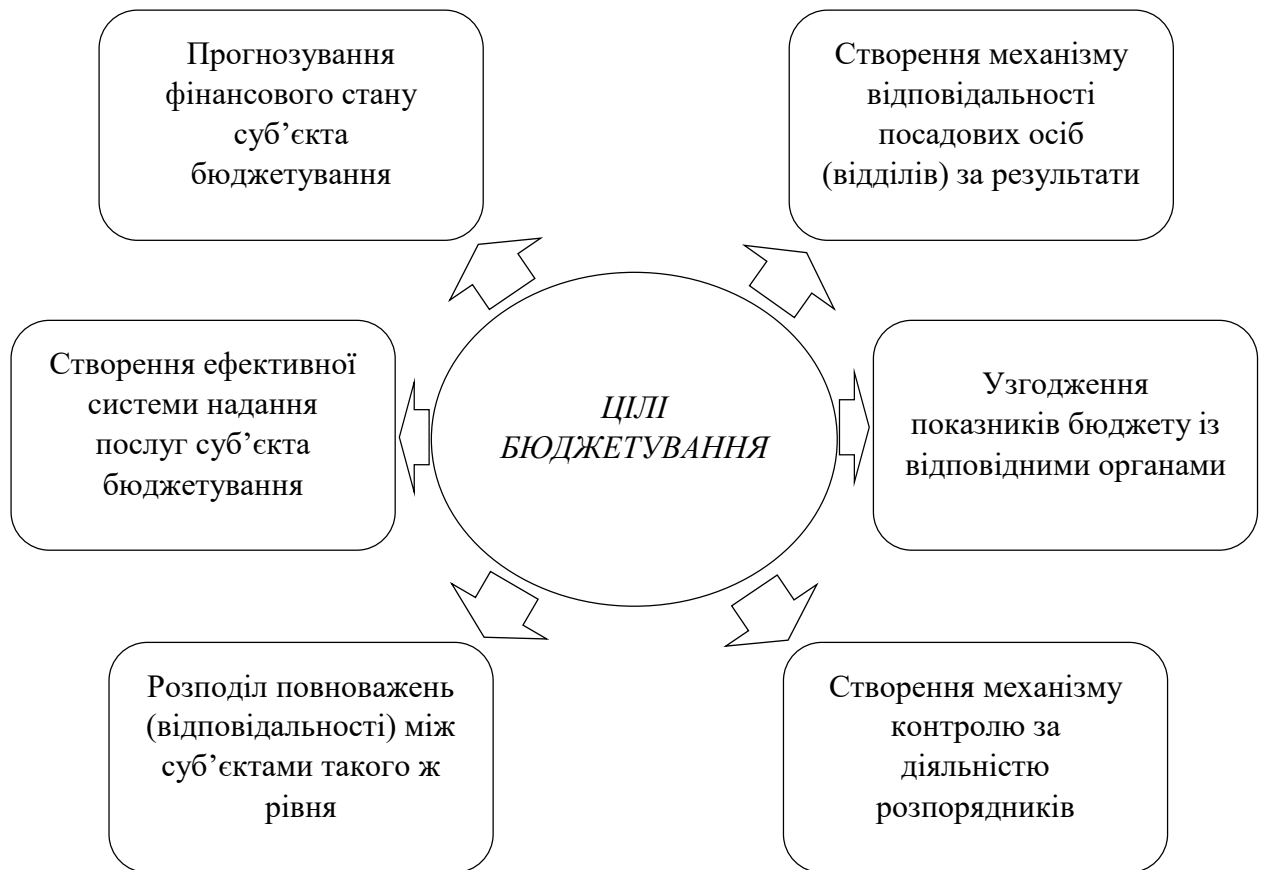 Прогнозування
фінансового стану
суб’єкта
бюджетування
Створення механізму
відповідальності
посадових осіб
(відділів) за результати
Створення ефективної
системи надання
послуг суб’єкта
бюджетування
ЦІЛІ
БЮДЖЕТУВАННЯ
Узгодження
показників бюджету із
відповідними органами
Розподіл повноважень
(відповідальності) між
суб’єктами такого ж
рівня
Створення механізму
контролю за
діяльністю
розпорядників